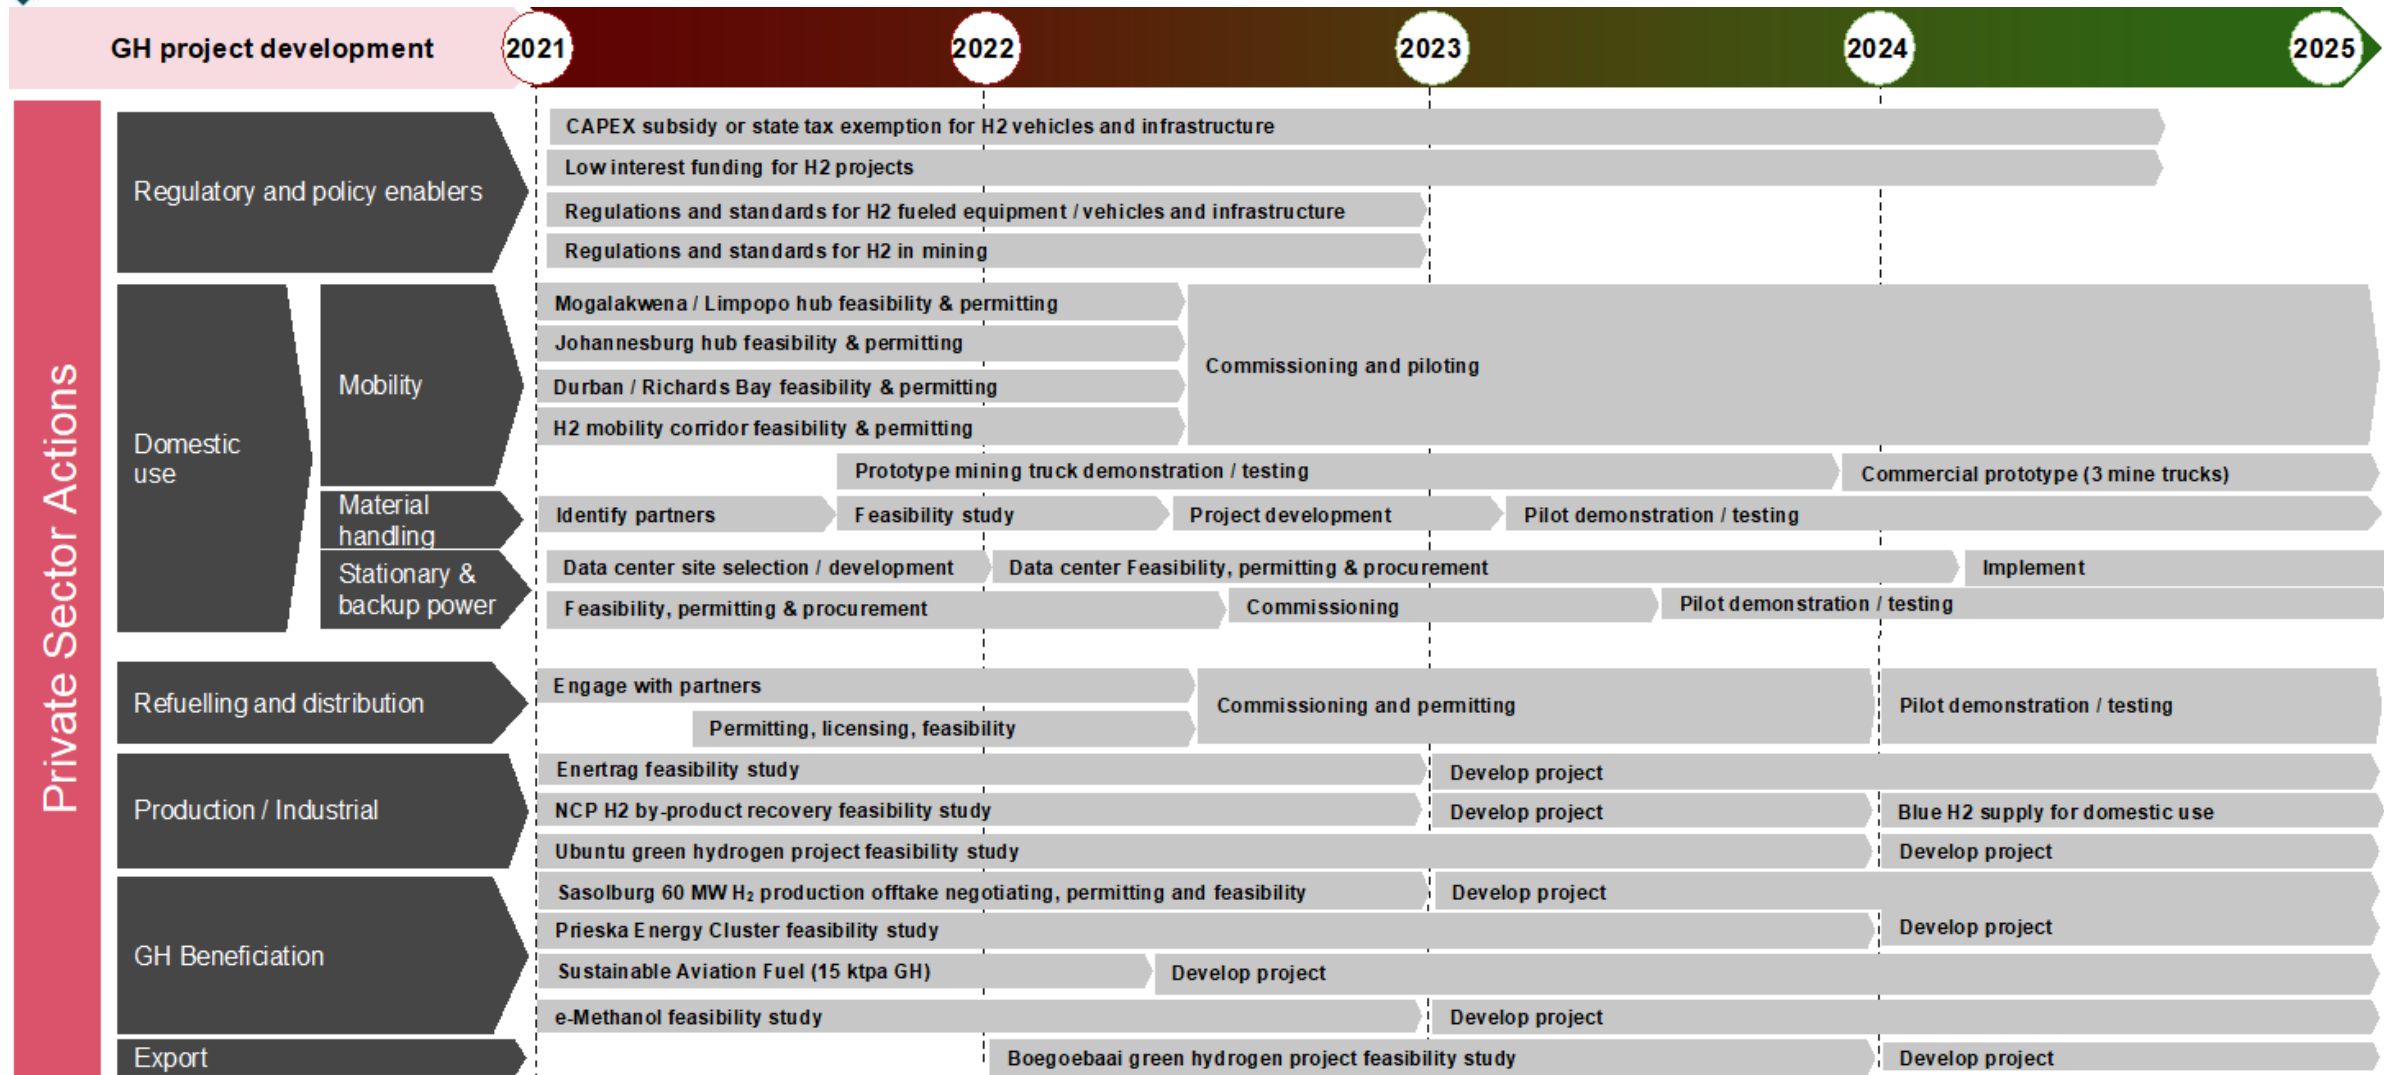 GH project development
2021
2022
2023
2024
2025
Private Sector Actions
Regulatory and policy enablers
CAPEX subsidy or state tax exemption for H2 vehicles and infrastructure
Low interest funding for H2 projects
Regulations and standards for H2 fueled equipment / vehicles and infrastructure
Regulations and standards for H2 in mining
Domestic
use
Mobility
Mogalakwena / Limpopo hub feasibility & permitting
Johannesburg hub feasibility & permitting
Durban / Richards Bay feasibility & permitting
H2 mobility corridor feasibility & permitting
Commissioning and piloting
Prototype mining truck demonstration / testing
Commercial prototype (3 mine trucks)
Material
handling
Identify partners
Feasibility study
Project development
Pilot demonstration / testing
Stationary &
backup power
Data center site selection / development
Data center Feasibility, permitting & procurement
Implement
Feasibility, permitting & procurement
Commissioning
Pilot demonstration / testing
Refuelling and distribution
Engage with partners
Permitting, licensing, feasibility
Commissioning and permitting
Pilot demonstration / testing
Production / Industrial
Enertrag feasibility study
Develop project
NCP H2 by-product recovery feasibility study
Develop project
Blue H2 supply for domestic use
Ubuntu green hydrogen project feasibility study
Develop project
GH Beneficiation
Sasolburg 60 MW H₂ production offtake negotiating, permitting and feasibility
Develop project
Prieska Energy Cluster feasibility study
Develop project
Sustainable Aviation Fuel (15 ktpa GH)
Develop project
e-Methanol feasibility study
Develop project
Export
Boegoebaai green hydrogen project feasibility study
Develop project